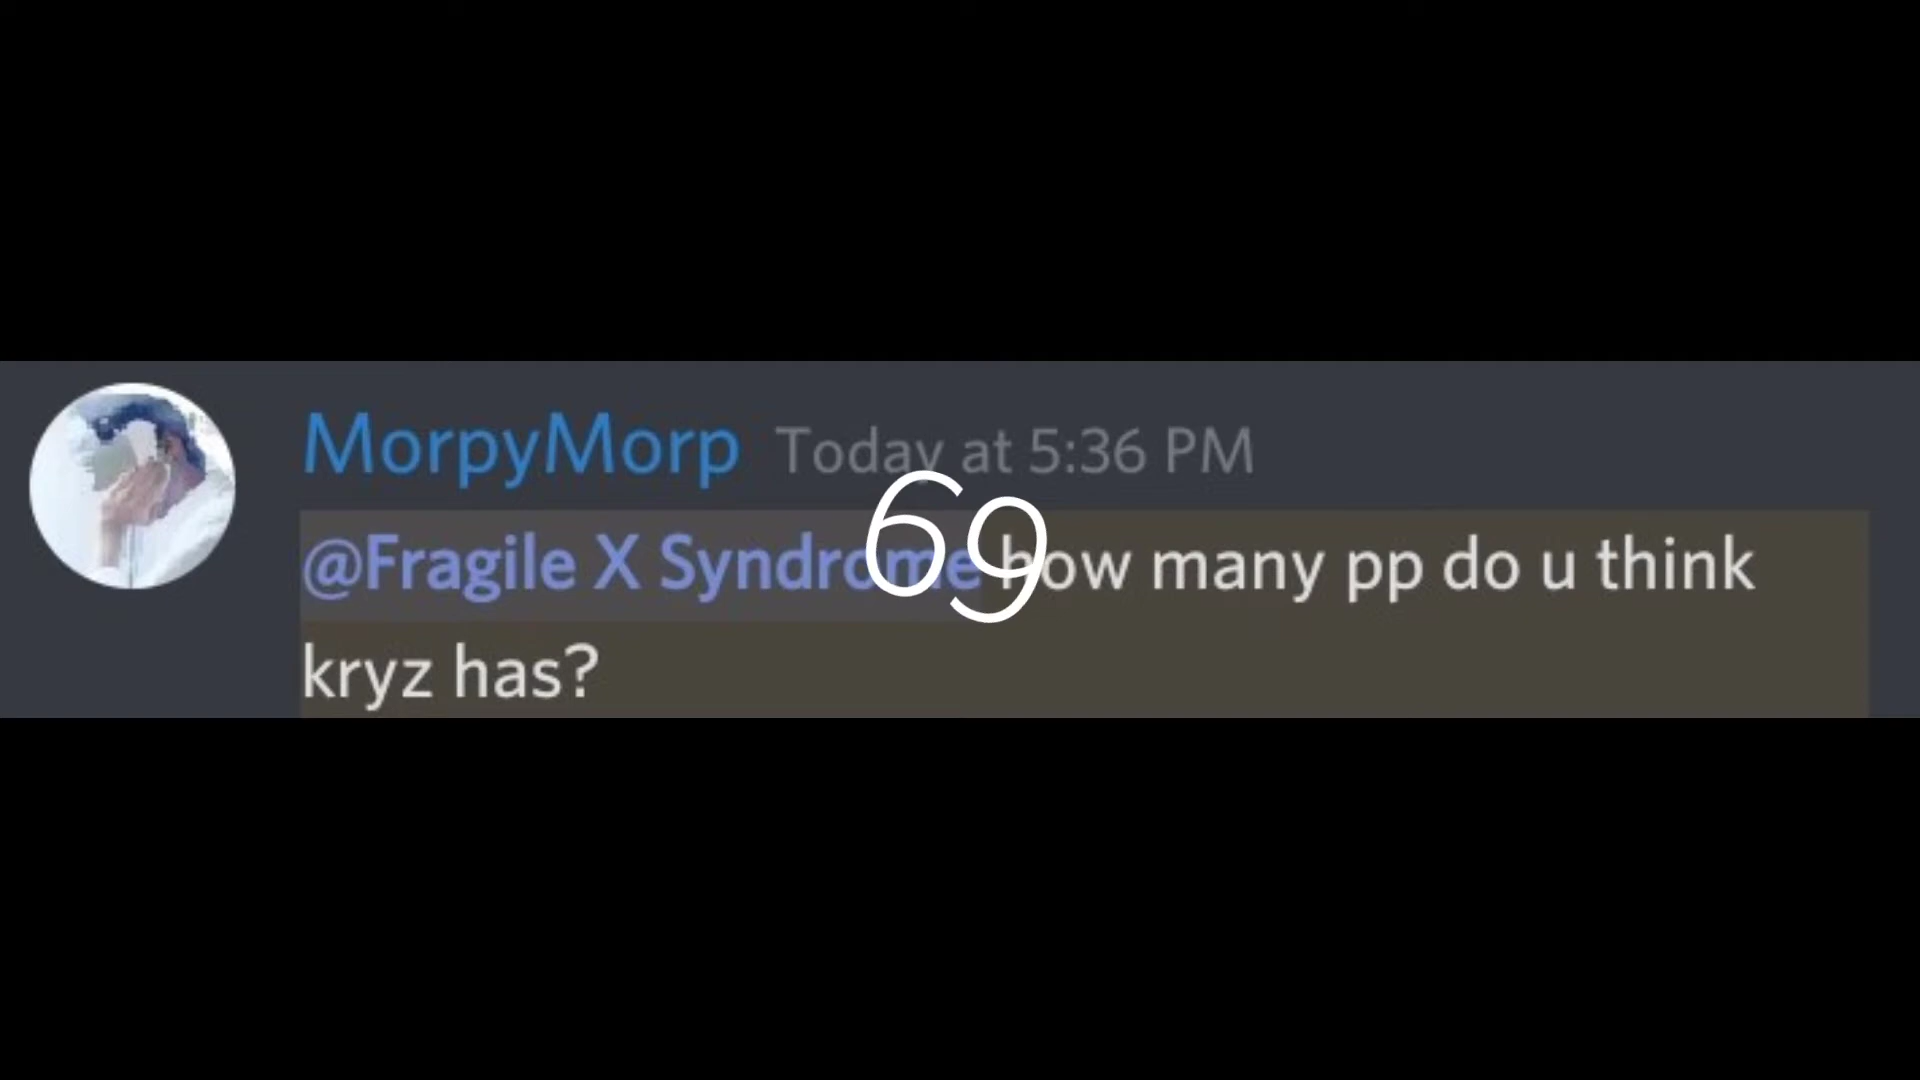 MorpyMorp Today at 5:36 PM
69
@Fragile X Syndrome how many pp do u think
kryz has?